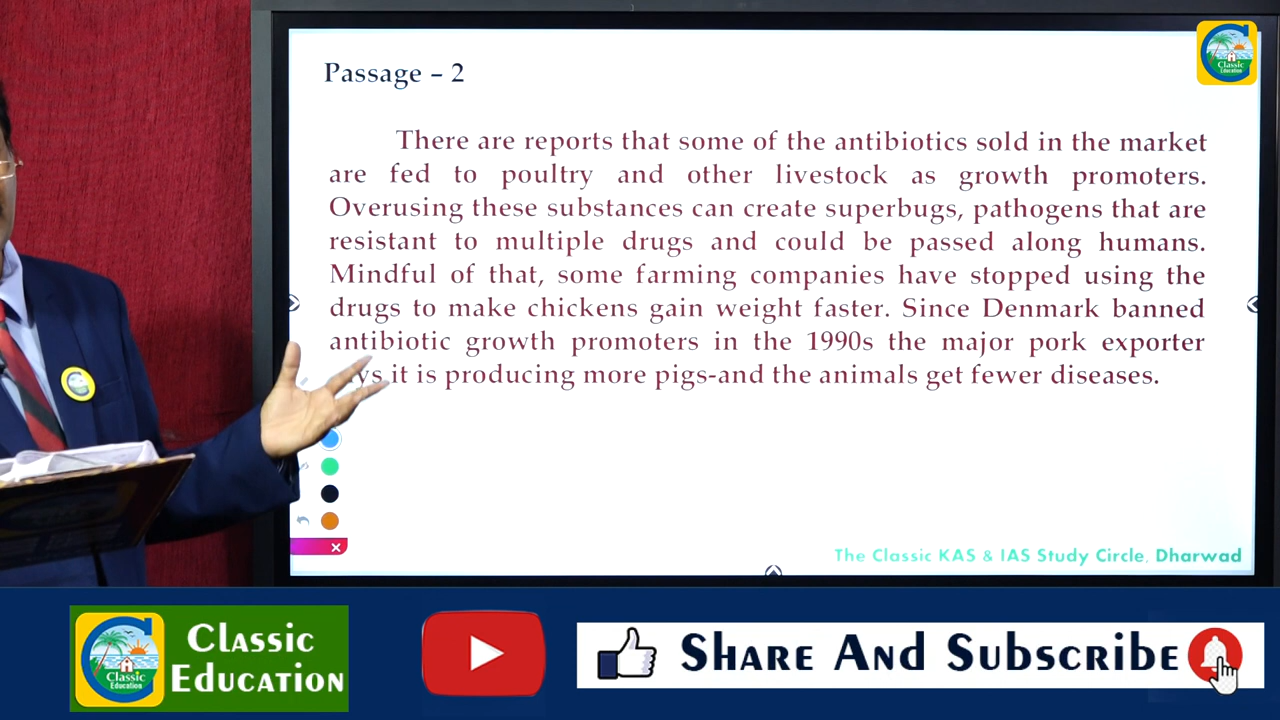 Passage – 2
There are reports that some of the antibiotics sold in the market
are fed to poultry and other livestock as growth promoters.
Overusing these substances can create superbugs, pathogens that are
resistant to multiple drugs and could be passed along humans.
Mindful of that, some farming companies have stopped using the
drugs to make chickens gain weight faster. Since Denmark banned
antibiotic growth promoters in the 1990s the major pork exporter
it is producing more pigs-and the animals get fewer diseases.
The Classic KAS & IAS Study Circle, Dharwad
Classic
Education
Classic
Education
Classic
Education
Share And Subscribe